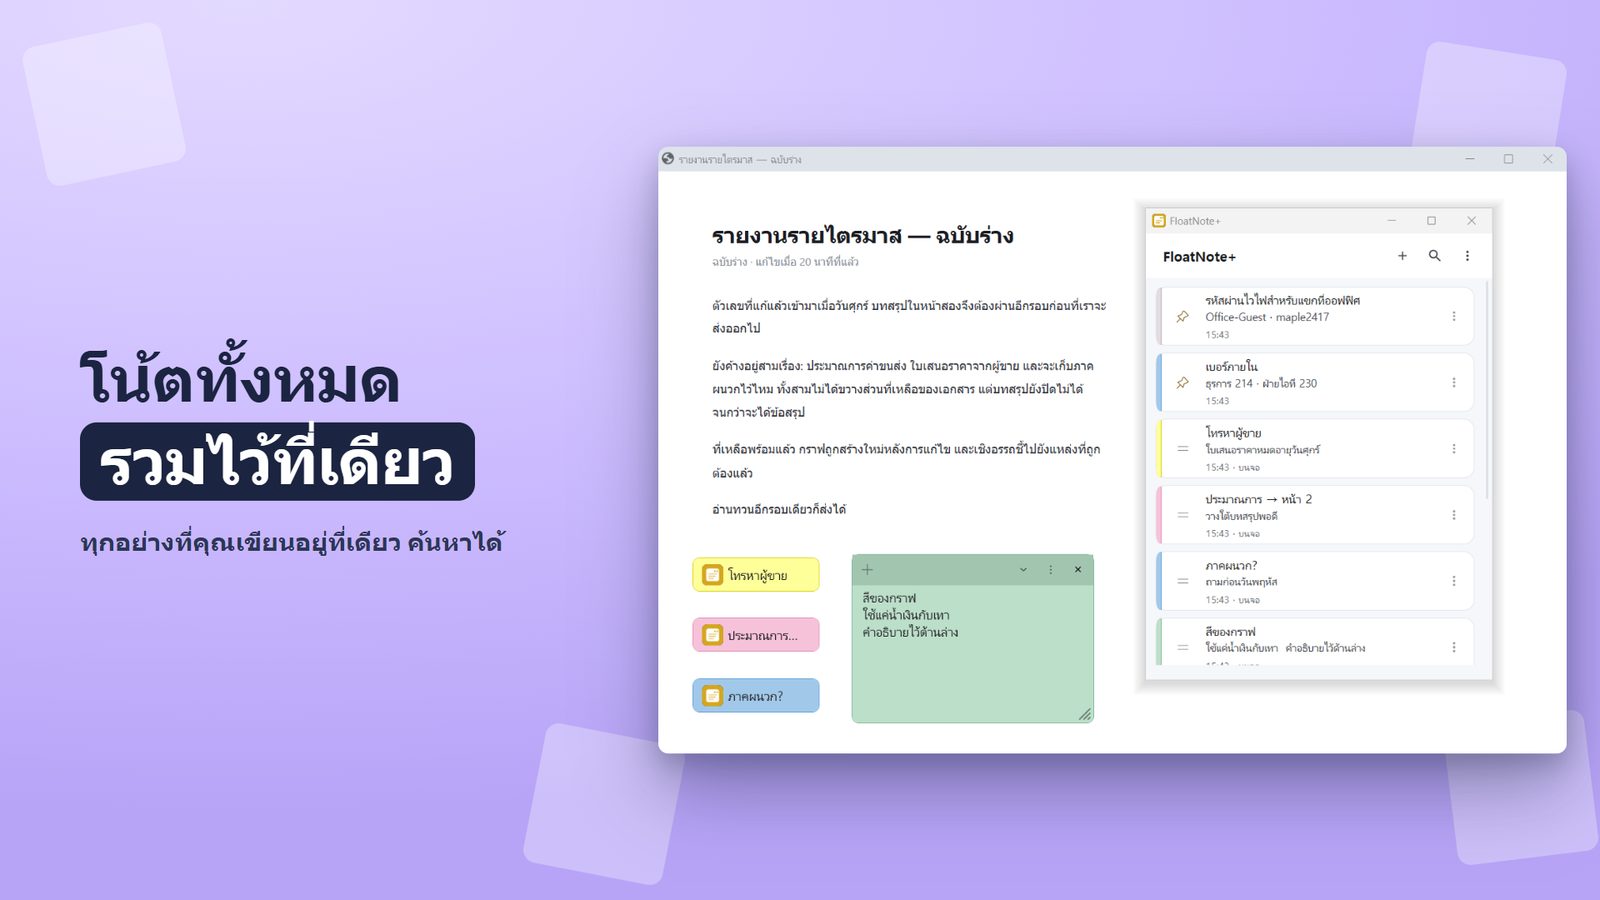 โน้ตทั้งหมด
รวมไว้ที่เดียว
ทุกอย่างที่คุณเขียนอยู่ที่เดียว ค้นหาได้
รายงานรายไตรมาส — ฉบับร่าง
รายงานรายไตรมาส — ฉบับร่าง
ฉบับร่าง · แก้ไขเมื่อ 20 นาทีที่แล้ว
ตัวเลขที่แก้แล้วเข้ามาเมื่อวันศุกร์ บทสรุปในหน้าสองจึงต้องผ่านอีกรอบก่อนที่เราจะ
ส่งออกไป
ยังค้างอยู่สามเรื่อง: ประมาณการค่าขนส่ง ใบเสนอราคาจากผู้ขาย และจะเก็บภาค
ผนวกไว้ไหม ทั้งสามไม่ได้ขวางส่วนที่เหลือของเอกสาร แต่บทสรุปยังปิดไม่ได้
จนกว่าจะได้ข้อสรุป
ที่เหลือพร้อมแล้ว กราฟถูกสร้างใหม่หลังการแก้ไข และเชิงอรรถชี้ไปยังแหล่งที่ถูก
ต้องแล้ว
อ่านทวนอีกรอบเดียวก็ส่งได้
โทรหาผู้ขาย
ประมาณการ...
ภาคผนวก?
สีของกราฟ
ใช้แค่น้ำเงินกับเทา
คำอธิบายไว้ด้านล่าง
FloatNote+
FloatNote+
รหัสผ่านไวไฟสำหรับแขกที่ออฟฟิศ
Office-Guest · maple2417
15:43
เบอร์ภายใน
ธุรการ 214 · ฝ่ายไอที 230
15:43
โทรหาผู้ขาย
ใบเสนอราคาหมดอายุวันศุกร์
15:43 · บนจอ
ประมาณการ → หน้า 2
วางใต้บทสรุปพอดี
15:43 · บนจอ
ภาคผนวก?
ถามก่อนวันพฤหัส
15:43 · บนจอ
สีของกราฟ
ใช้แค่น้ำเงินกับเทา คำอธิบายไว้ด้านล่าง